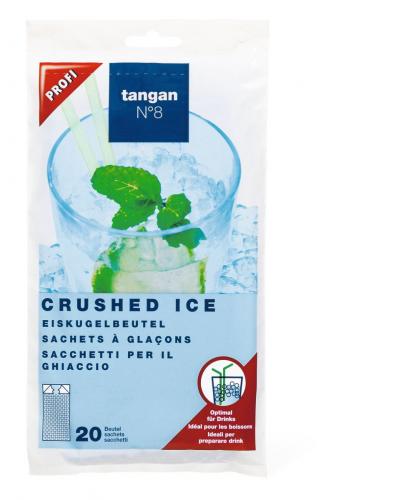 PROFI
tangan
N°8
CRUSHED ICE
EISKUGELBEUTEL
SACHETS À GLAÇONS
SACCHETTI PER IL
GHIACCIO
20 Beutel
sachets
sacchetti
Optimal
für Drinks
Idéal pour les boissons
Ideali per
preparare drink